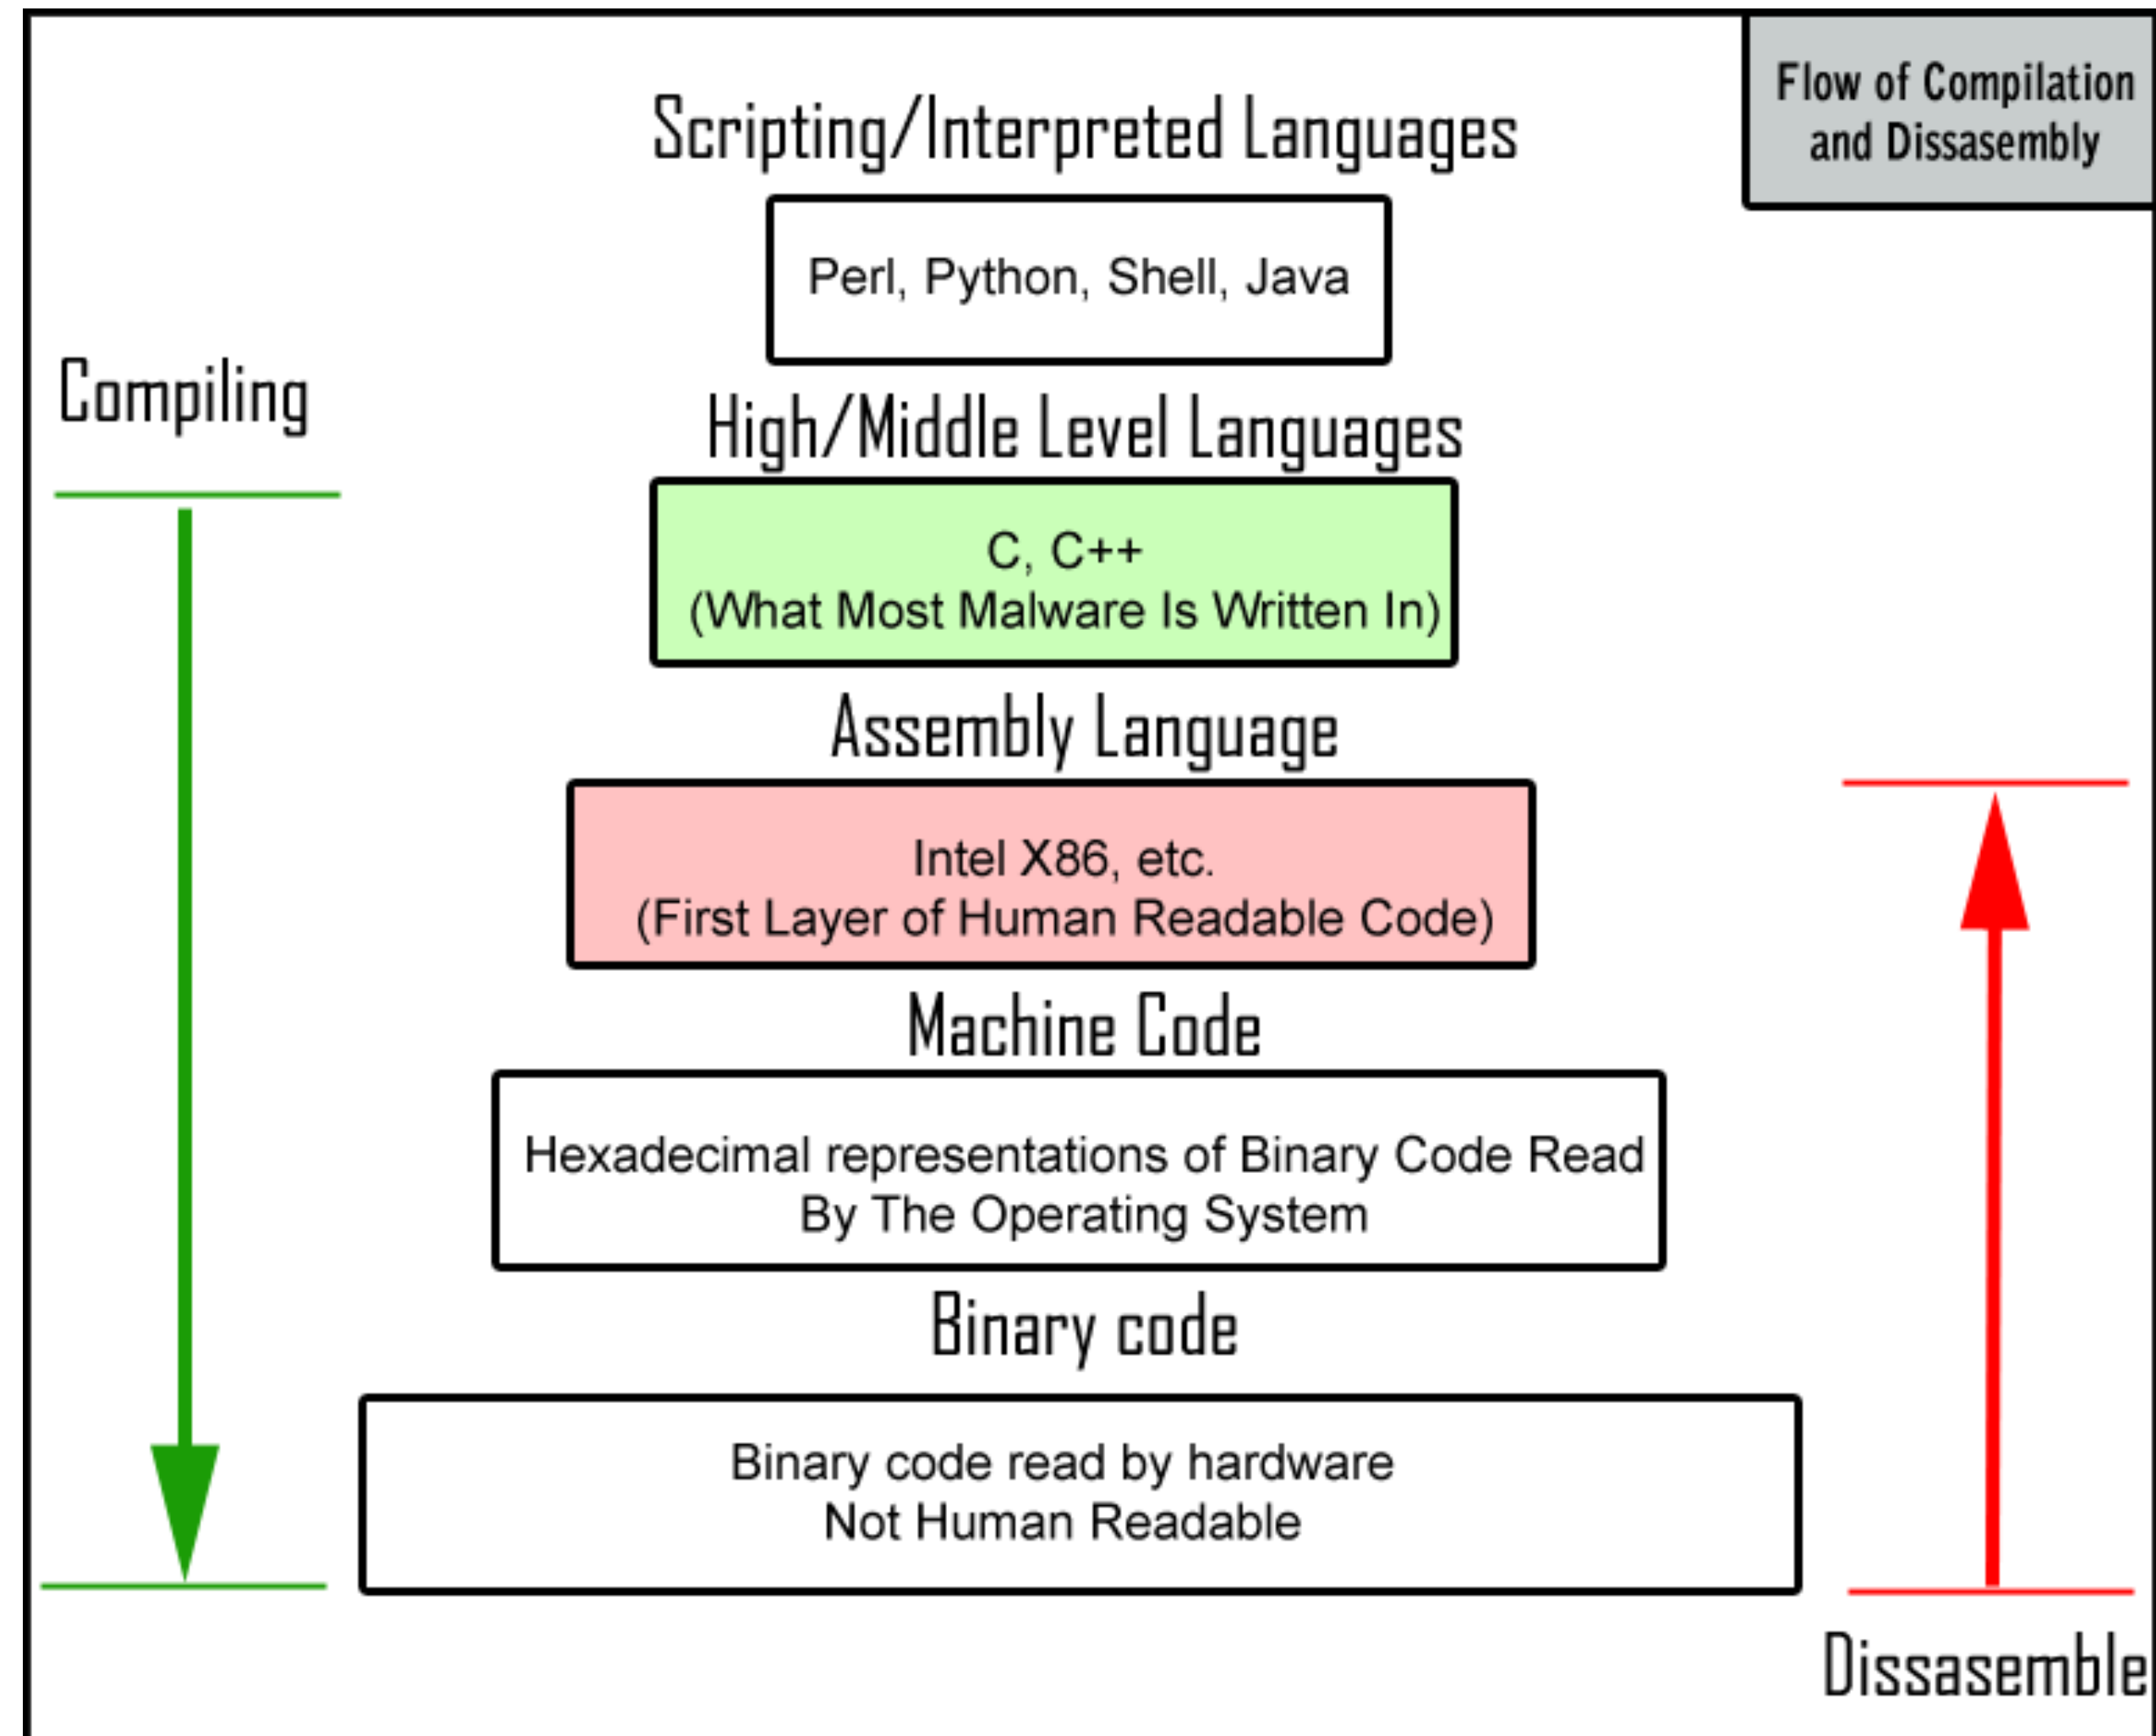 Flow of Compilation
and Dissasembly
Scripting/Interpreted Languages
Perl, Python, Shell, Java
Compiling
High/Middle Level Languages
C, C++
(What Most Malware Is Written In)
Assembly Language
Intel X86, etc.
(First Layer of Human Readable Code)
Machine Code
Hexadecimal representations of Binary Code Read
By The Operating System
Binary code
Binary code read by hardware
Not Human Readable
Dissasemble